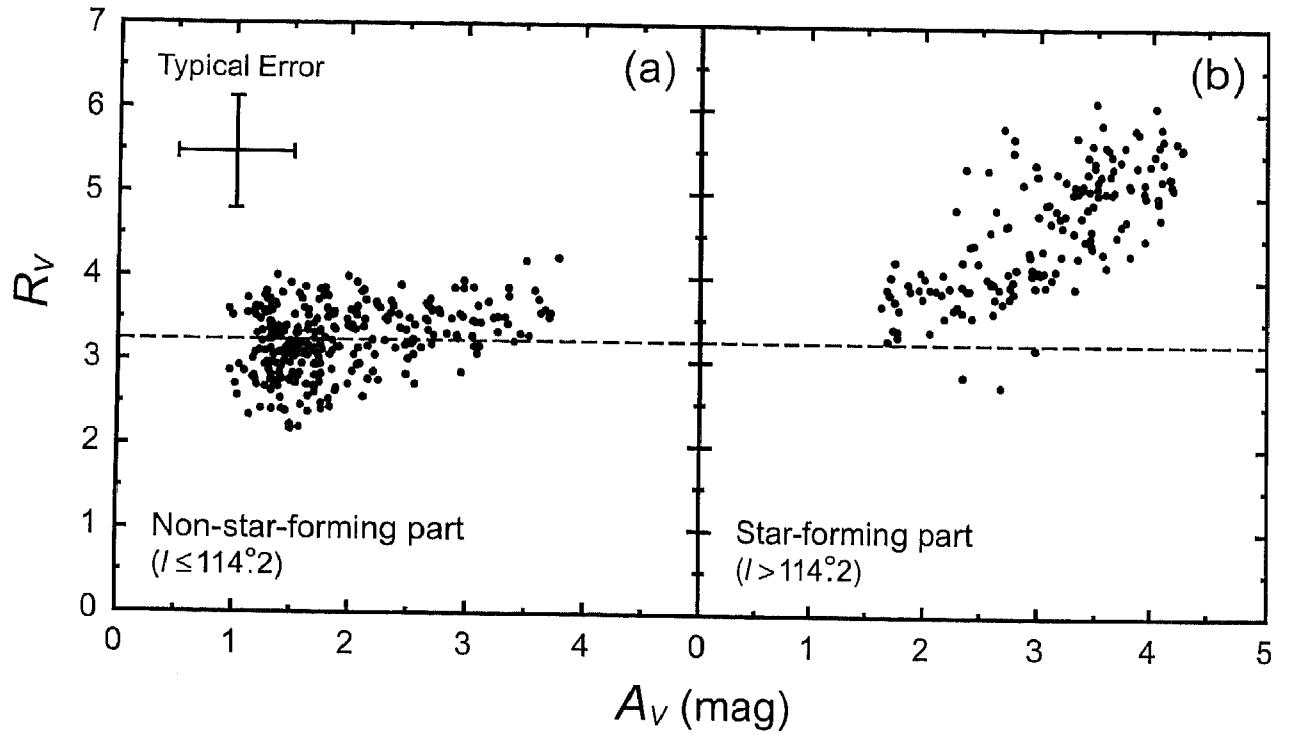 7
6
5
4
3
2
1
0
R_V
Typical Error
(a)
(b)
Non-star-forming part
(l ≤ 114°.2)
Star-forming part
(l > 114°.2)
0 1 2 3 4 0 1 2 3 4 5
A_V (mag)